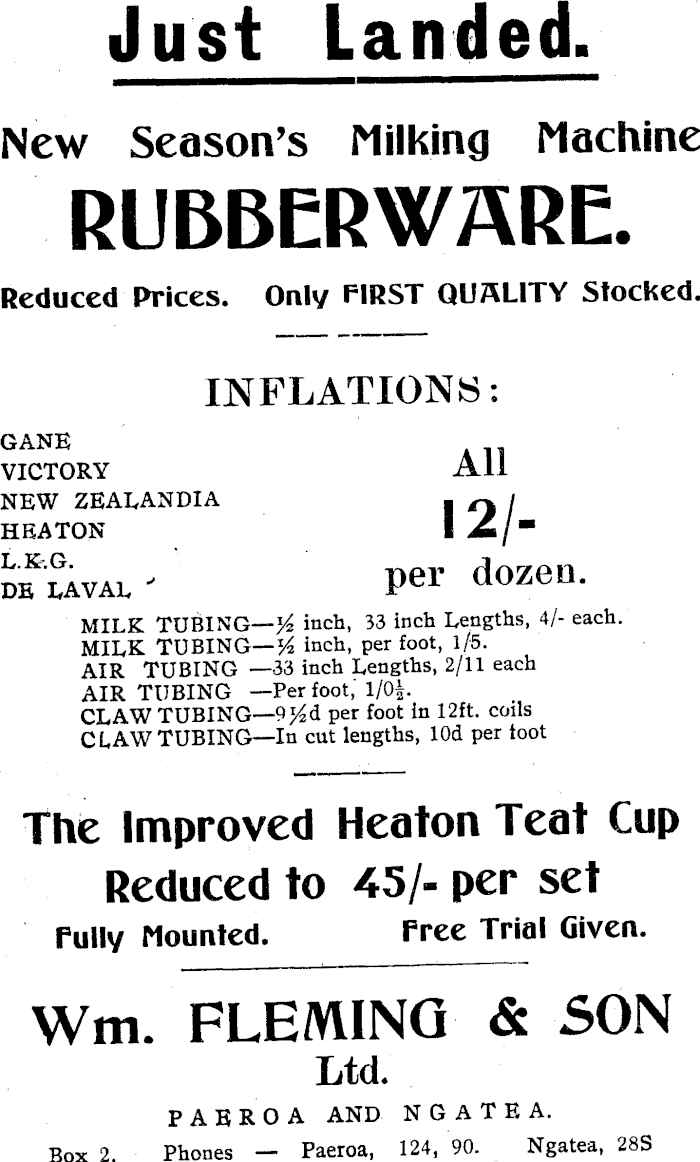 Just Landed.
New Season's Milking Machine
RUBBERWARE.
Reduced Prices. Only FIRST QUALITY Stocked.
INFLATIONS:
GANE
VICTORY
NEW ZEALANDIA
HEATON
L.K.G.
DE LAVAL
All
12/-
per dozen.
MILK TUBING—½ inch, 33 inch Lengths, 4/- each.
MILK TUBING—½ inch, per foot, 1/5.
AIR TUBING —33 inch Lengths, 2/11 each
AIR TUBING —Per foot, 1/0½.
CLAW TUBING—9½d per foot in 12ft. coils
CLAW TUBING—In cut lengths, 10d per foot
The Improved Heaton Teat Cup
Reduced to 45/- per set
Fully Mounted. Free Trial Given.
Wm. FLEMING & SON
Ltd.
PAEROA AND NGATEA.
Box 2. Phones — Paeroa, 124, 90. Ngatea, 28S